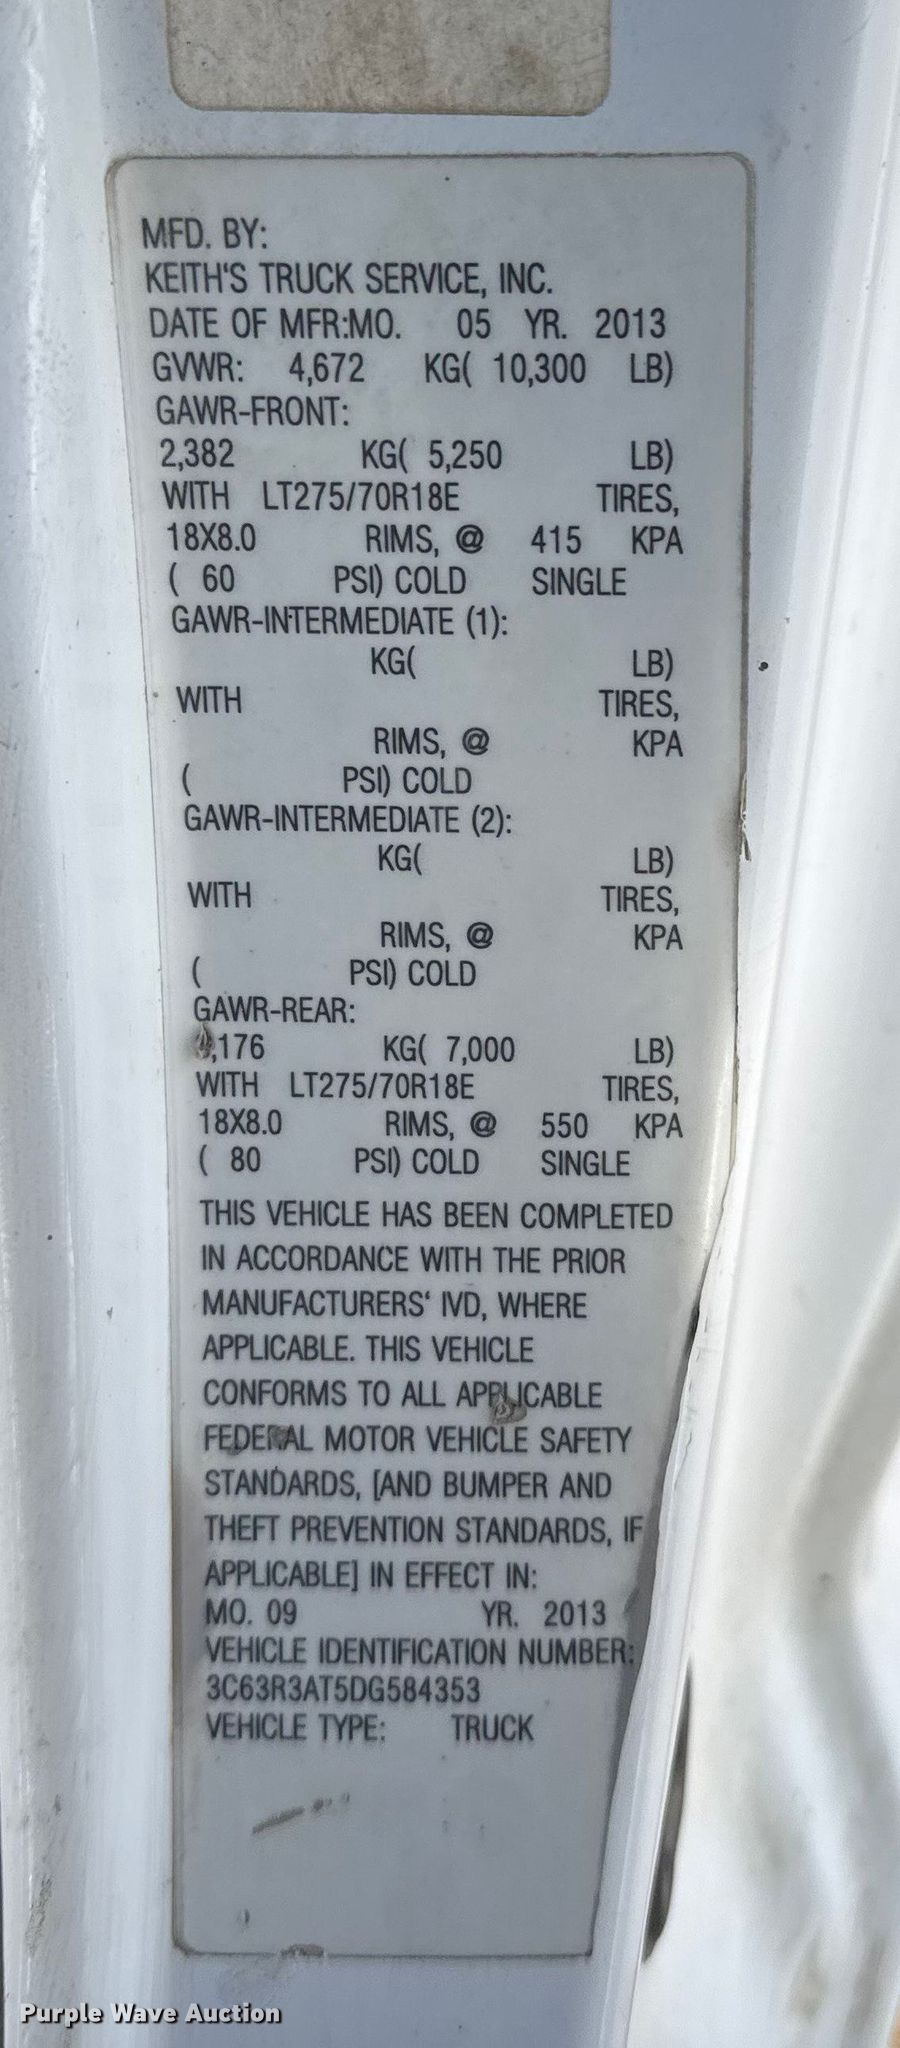 MFD. BY:
KEITH'S TRUCK SERVICE, INC.
DATE OF MFR:MO. 05 YR. 2013
GVWR: 4,672 KG( 10,300 LB)
GAWR-FRONT:
2,382 KG( 5,250 LB)
WITH LT275/70R18E TIRES,
18X8.0 RIMS, @ 415 KPA
( 60 PSI) COLD SINGLE
GAWR-INTERMEDIATE (1):
KG( LB)
WITH TIRES,
RIMS, @ KPA
( PSI) COLD
GAWR-INTERMEDIATE (2):
KG( LB)
WITH TIRES,
RIMS, @ KPA
( PSI) COLD
GAWR-REAR:
,176 KG( 7,000 LB)
WITH LT275/70R18E TIRES,
18X8.0 RIMS, @ 550 KPA
( 80 PSI) COLD SINGLE
THIS VEHICLE HAS BEEN COMPLETED
IN ACCORDANCE WITH THE PRIOR
MANUFACTURERS' IVD, WHERE
APPLICABLE. THIS VEHICLE
CONFORMS TO ALL APPLICABLE
FEDERAL MOTOR VEHICLE SAFETY
STANDARDS, [AND BUMPER AND
THEFT PREVENTION STANDARDS, IF
APPLICABLE] IN EFFECT IN:
MO. 09 YR. 2013
VEHICLE IDENTIFICATION NUMBER:
3C63R3AT5DG584353
VEHICLE TYPE: TRUCK
Purple Wave Auction